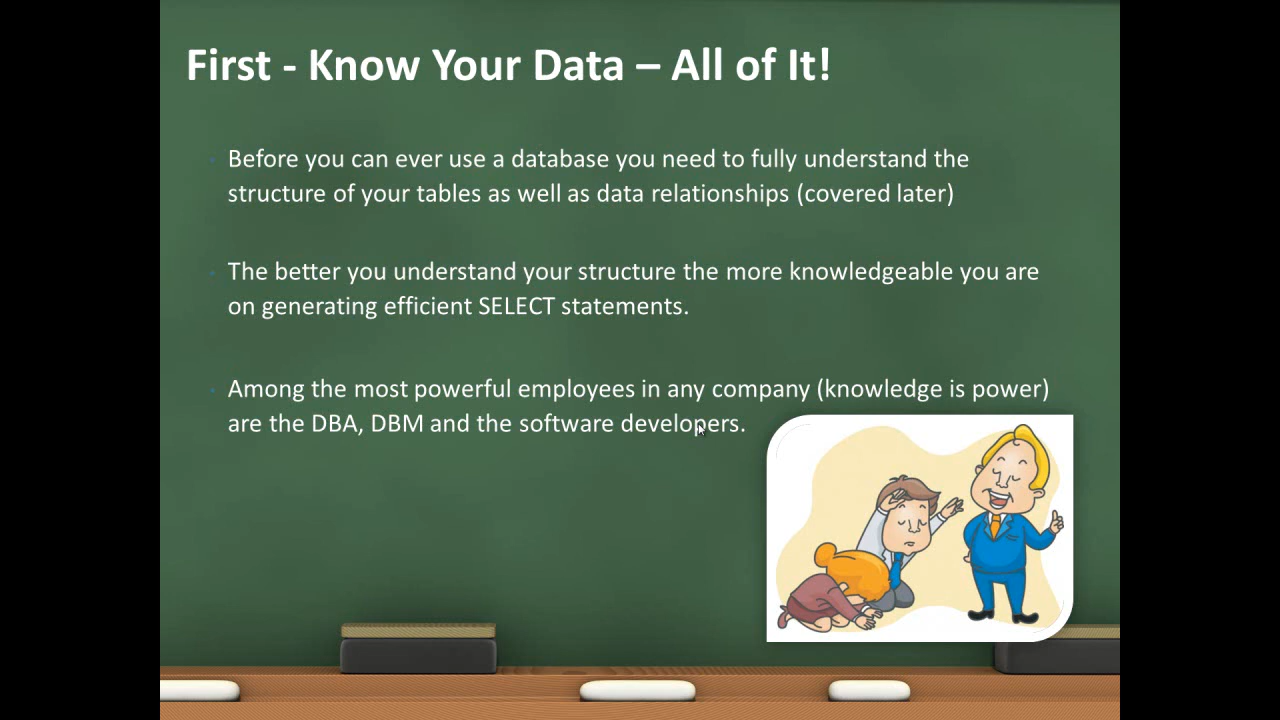 First - Know Your Data – All of It!
Before you can ever use a database you need to fully understand the
structure of your tables as well as data relationships (covered later)
The better you understand your structure the more knowledgeable you are
on generating efficient SELECT statements.
Among the most powerful employees in any company (knowledge is power)
are the DBA, DBM and the software developers.